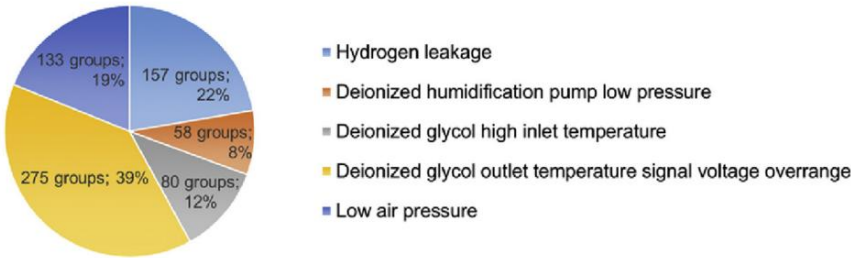 133 groups;
19%
157 groups;
22%
58 groups;
8%
80 groups;
12%
275 groups; 39%
Hydrogen leakage
Deionized humidification pump low pressure
Deionized glycol high inlet temperature
Deionized glycol outlet temperature signal voltage overrange
Low air pressure